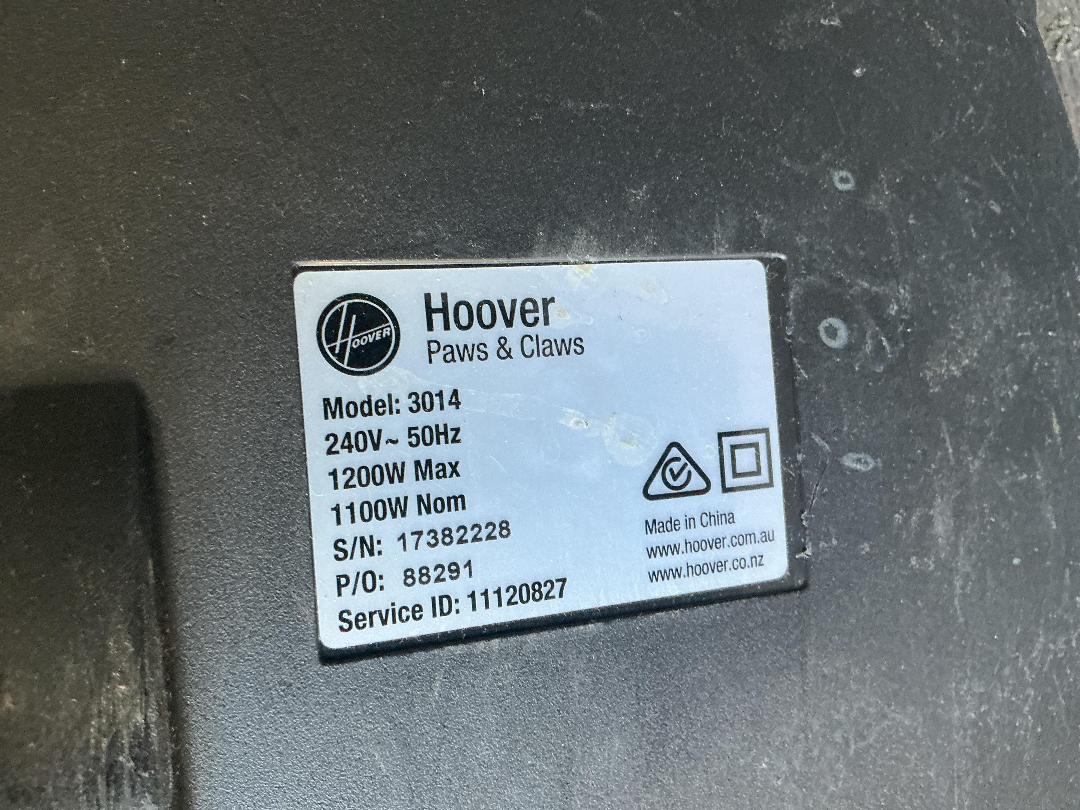 HOOVER
Hoover
Paws & Claws
Model: 3014
240V~ 50Hz
1200W Max
1100W Nom
S/N: 17382228
P/O: 88291
Service ID: 11120827
Made in China
www.hoover.com.au
www.hoover.co.nz